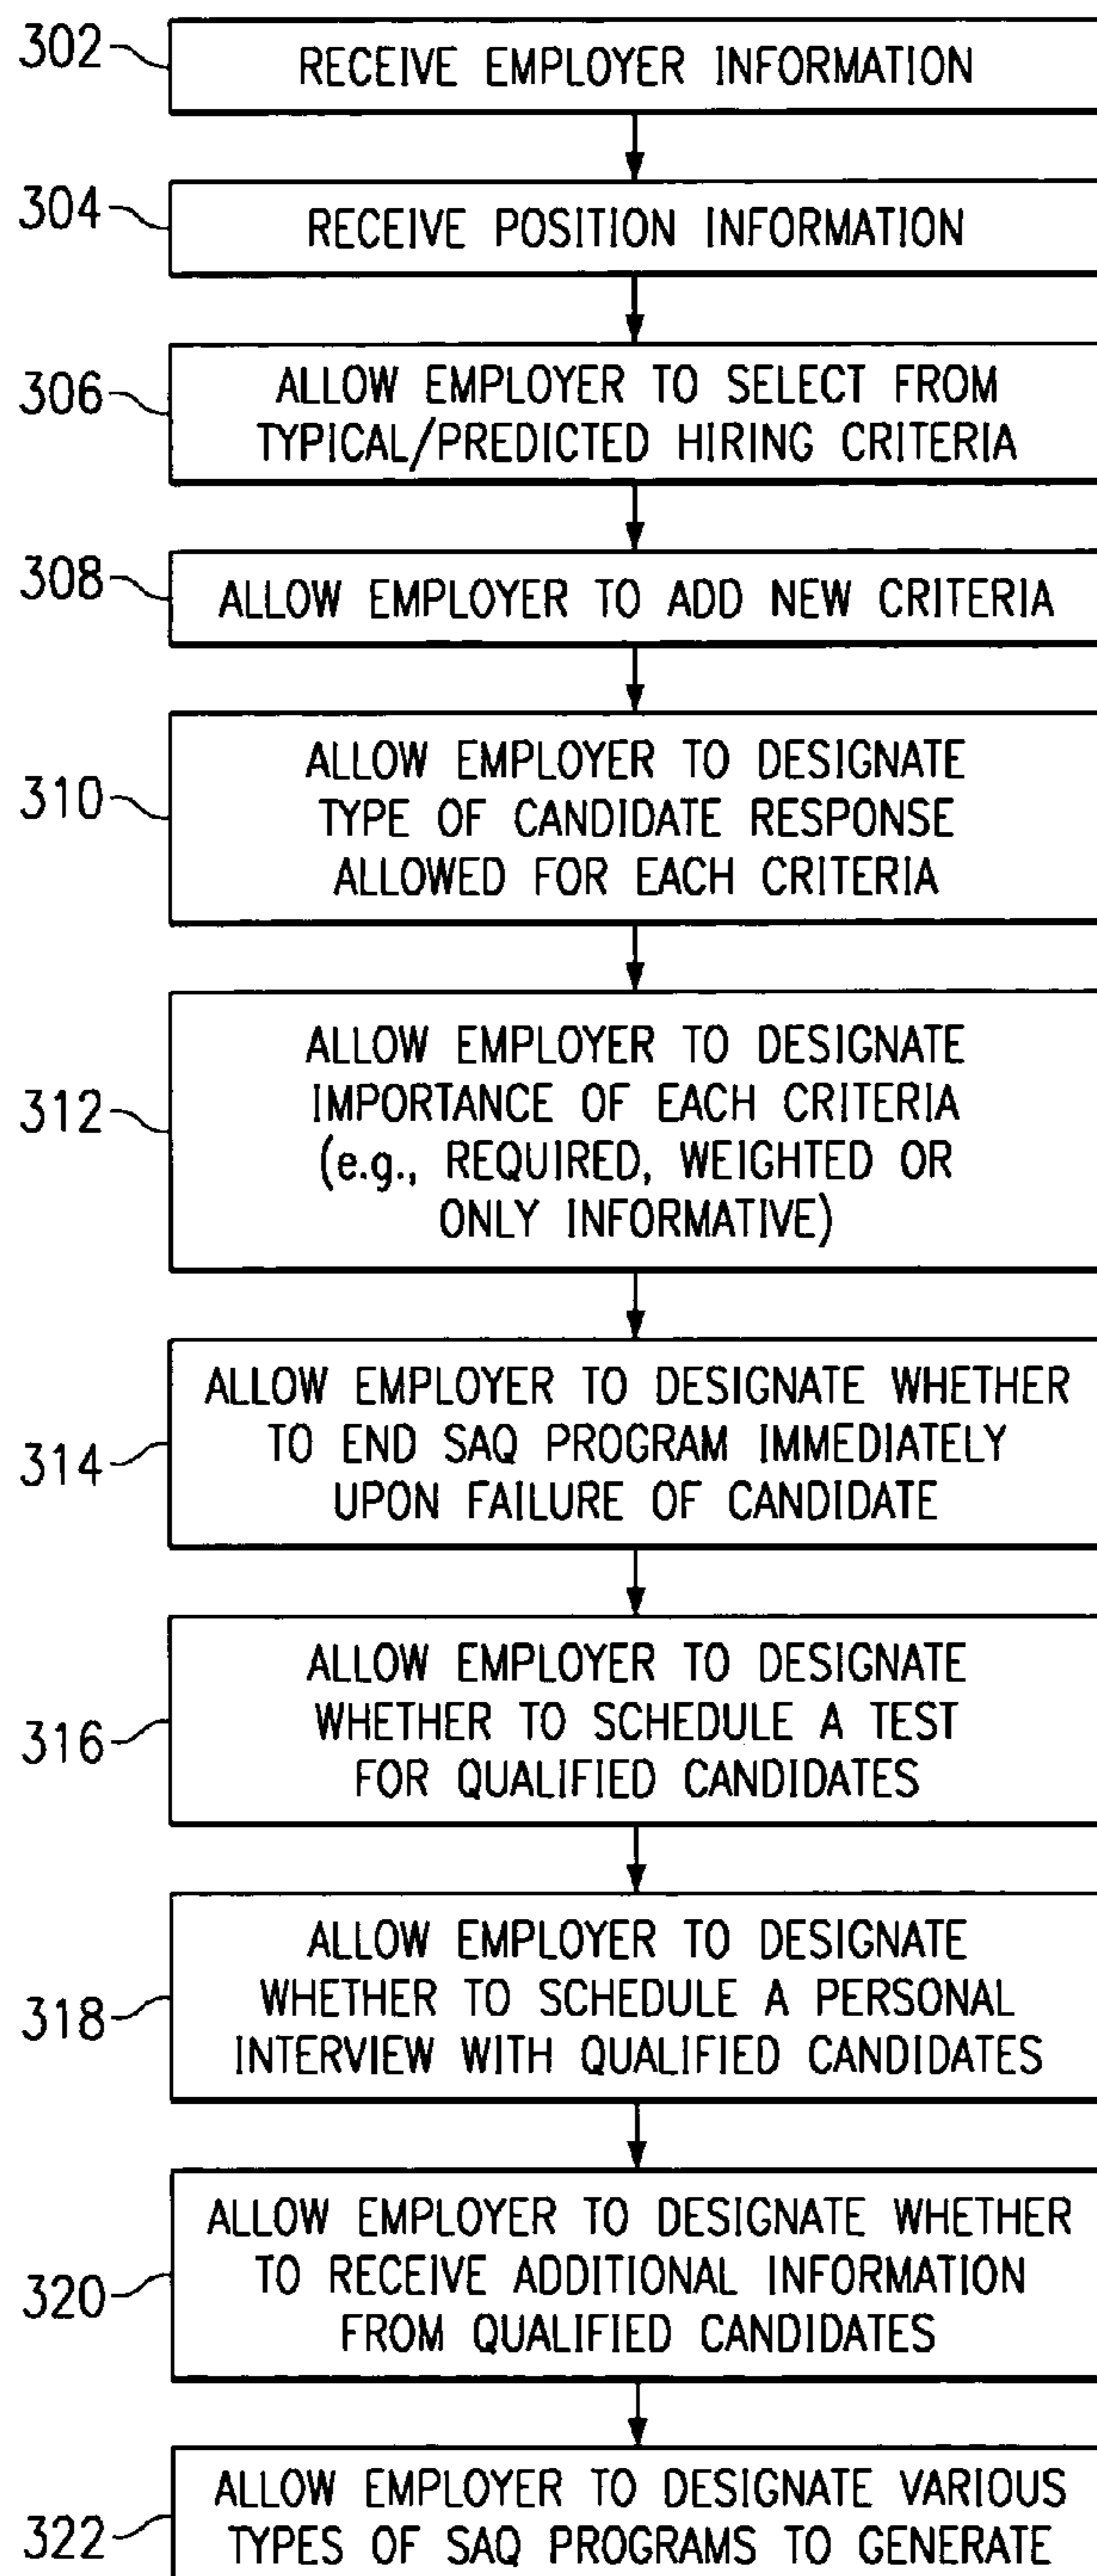 302
RECEIVE EMPLOYER INFORMATION
304
RECEIVE POSITION INFORMATION
306
ALLOW EMPLOYER TO SELECT FROM
TYPICAL/PREDICTED HIRING CRITERIA
308
ALLOW EMPLOYER TO ADD NEW CRITERIA
310
ALLOW EMPLOYER TO DESIGNATE
TYPE OF CANDIDATE RESPONSE
ALLOWED FOR EACH CRITERIA
312
ALLOW EMPLOYER TO DESIGNATE
IMPORTANCE OF EACH CRITERIA
(e.g., REQUIRED, WEIGHTED OR
ONLY INFORMATIVE)
314
ALLOW EMPLOYER TO DESIGNATE WHETHER
TO END SAQ PROGRAM IMMEDIATELY
UPON FAILURE OF CANDIDATE
316
ALLOW EMPLOYER TO DESIGNATE
WHETHER TO SCHEDULE A TEST
FOR QUALIFIED CANDIDATES
318
ALLOW EMPLOYER TO DESIGNATE
WHETHER TO SCHEDULE A PERSONAL
INTERVIEW WITH QUALIFIED CANDIDATES
320
ALLOW EMPLOYER TO DESIGNATE WHETHER
TO RECEIVE ADDITIONAL INFORMATION
FROM QUALIFIED CANDIDATES
322
ALLOW EMPLOYER TO DESIGNATE VARIOUS
TYPES OF SAQ PROGRAMS TO GENERATE